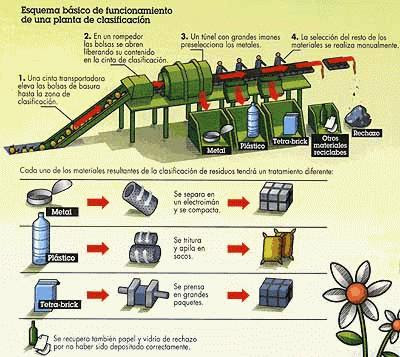 Esquema básico de funcionamiento
de una planta de clasificación
2. En un rompedor
las bolsas se abren
liberando su contenido
en la cinta de clasificación.
3. Un túnel con grandes imanes
preselecciona los metales.
4. La selección del resto de los
materiales se realiza manualmente.
1. Una cinta transportadora
eleva las bolsas de basura
hasta la zona de
clasificación.
Metal
Plástico
Tetra-brick
Otros
materiales
reciclabes
Rechazo
Cada uno de los materiales resultantes de la clasificación de residuos tendrá un tratamiento diferente:
Metal
Se separa en
un electroimán
y se compacta.
Plástico
Se tritura
y apila en
sacos.
Tetra-brick
Se prensa
en grandes
paquetes.
Se recupera también papel y vidrio de rechazo
por no haber sido depositado correctamente.